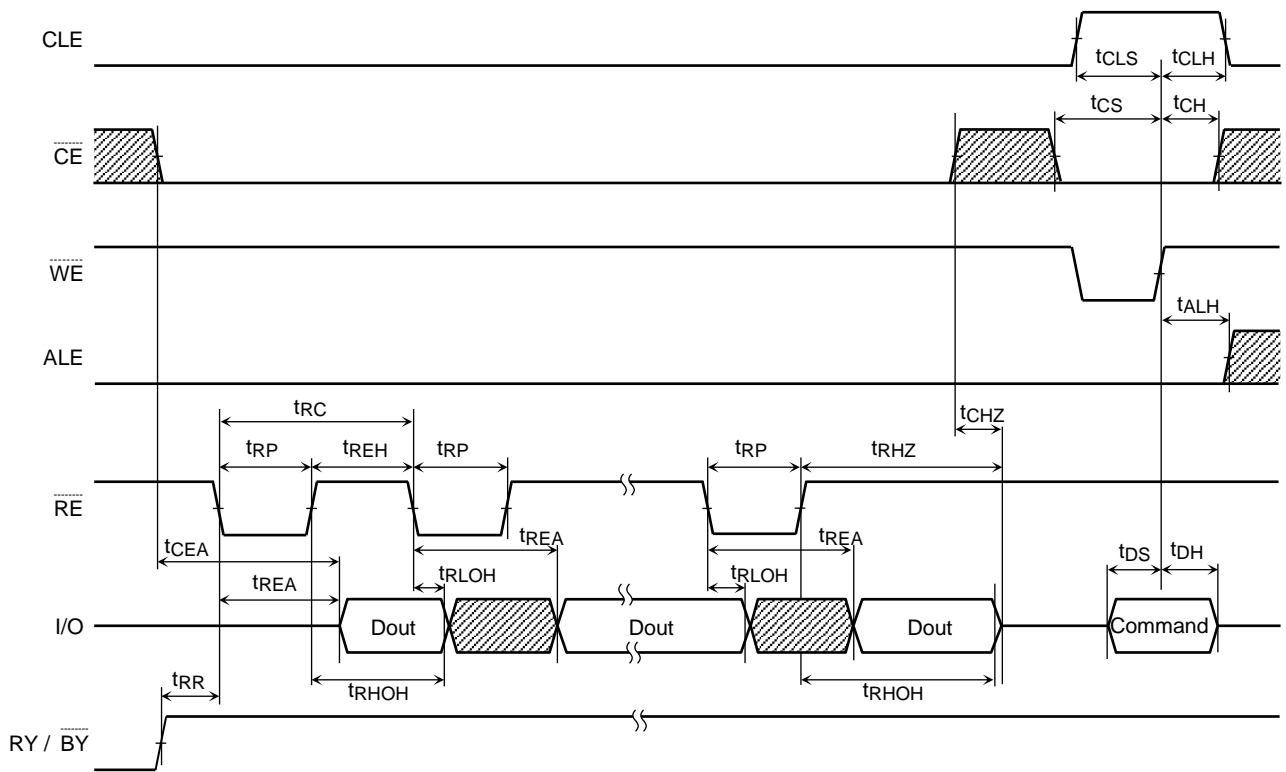 CLE
tCLS tCLH
CE
tCS tCH
WE
tALH
ALE
tCHZ
tRC
tRP tREH tRP tRP tRHZ
RE
tCEA tREA tREA
tREA tRLOH tRLOH tDS tDH
I/O Dout Dout Dout Command
tRR tRHOH tRHOH
RY / BY